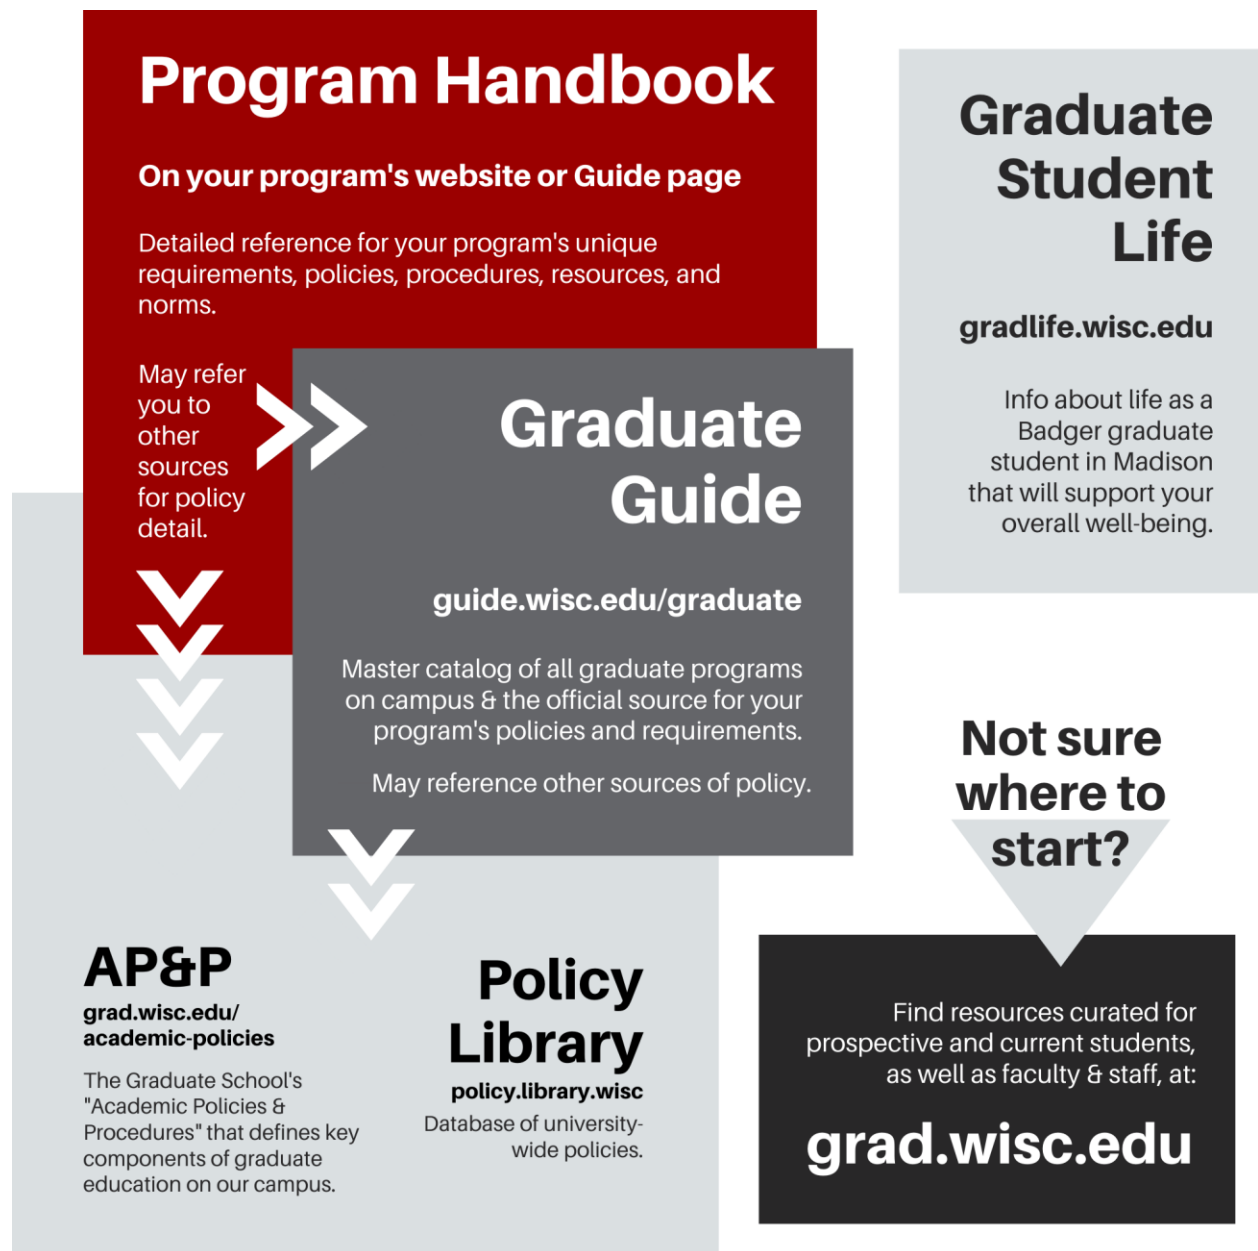 Program Handbook
On your program's website or Guide page
Detailed reference for your program's unique
requirements, policies, procedures, resources, and
norms.
May refer
you to
other
sources
for policy
detail.
Graduate
Guide
guide.wisc.edu/graduate
Master catalog of all graduate programs
on campus & the official source for your
program's policies and requirements.
May reference other sources of policy.
AP&P
grad.wisc.edu/
academic-policies
The Graduate School's
"Academic Policies &
Procedures" that defines key
components of graduate
education on our campus.
Policy
Library
policy.library.wisc
Database of university-
wide policies.
Graduate
Student
Life
gradlife.wisc.edu
Info about life as a
Badger graduate
student in Madison
that will support your
overall well-being.
Not sure
where to
start?
Find resources curated for
prospective and current students,
as well as faculty & staff, at:
grad.wisc.edu